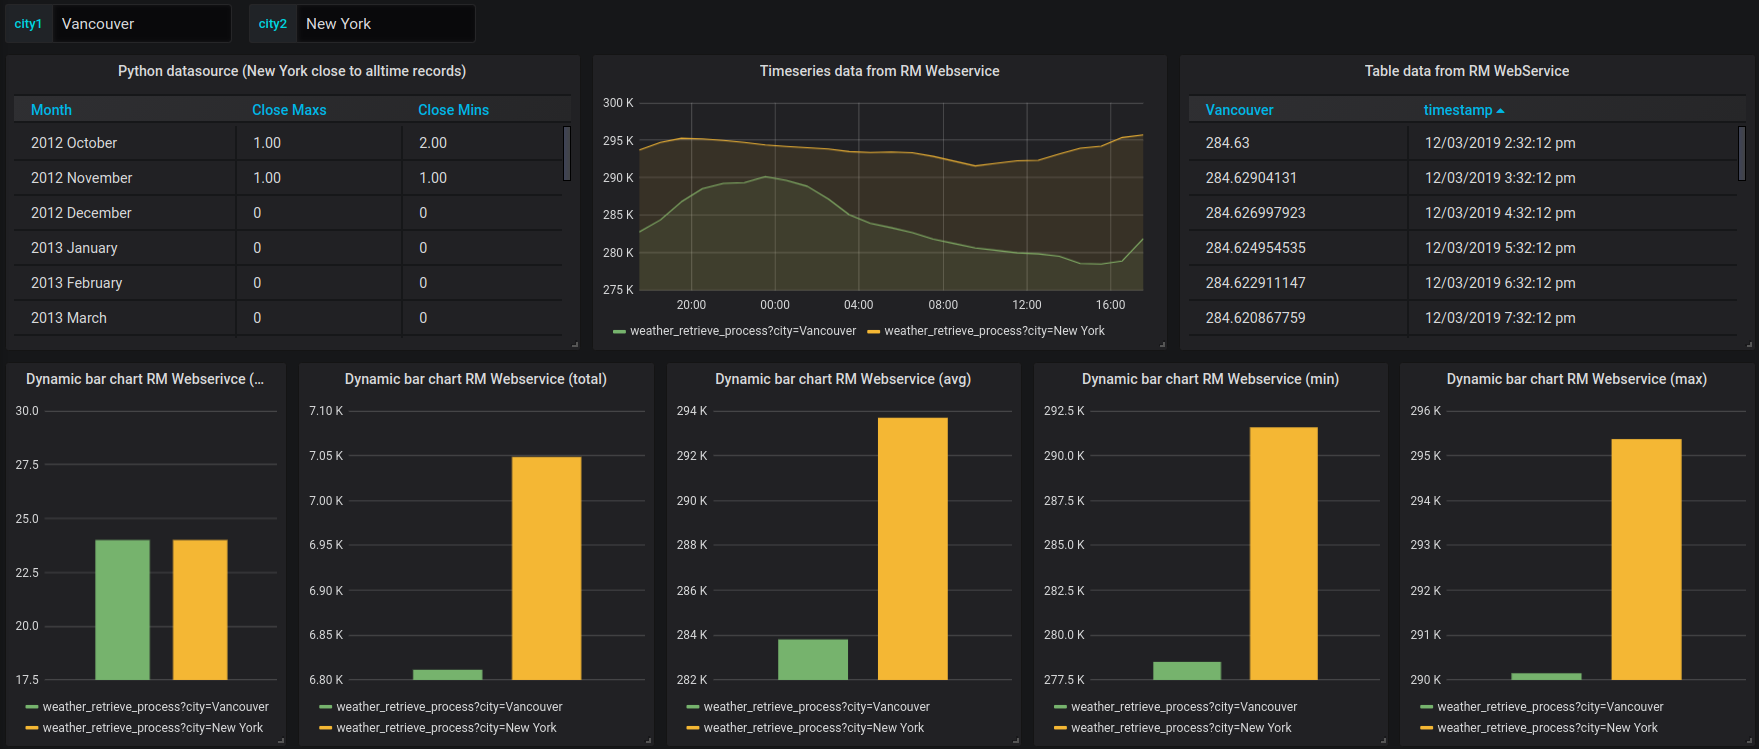 city1 Vancouver city2 New York
Python datasource (New York close to alltime records)
Month Close Maxs Close Mins
2012 October 1.00 2.00
2012 November 1.00 1.00
2012 December 0 0
2013 January 0 0
2013 February 0 0
2013 March 0 0
Timeseries data from RM Webservice
300 K
295 K
290 K
285 K
280 K
275 K
20:00 00:00 04:00 08:00 12:00 16:00
weather_retrieve_process?city=Vancouver weather_retrieve_process?city=New York
Table data from RM WebService
Vancouver timestamp
284.63 12/03/2019 2:32:12 pm
284.62904131 12/03/2019 3:32:12 pm
284.626997923 12/03/2019 4:32:12 pm
284.624954535 12/03/2019 5:32:12 pm
284.622911147 12/03/2019 6:32:12 pm
284.620867759 12/03/2019 7:32:12 pm
Dynamic bar chart RM Webserivce (...
30.0
27.5
25.0
22.5
20.0
17.5
weather_retrieve_process?city=Vancouver
weather_retrieve_process?city=New York
Dynamic bar chart RM Webservice (total)
7.10 K
7.05 K
7.00 K
6.95 K
6.90 K
6.85 K
6.80 K
weather_retrieve_process?city=Vancouver
weather_retrieve_process?city=New York
Dynamic bar chart RM Webservice (avg)
294 K
292 K
290 K
288 K
286 K
284 K
282 K
weather_retrieve_process?city=Vancouver
weather_retrieve_process?city=New York
Dynamic bar chart RM Webservice (min)
292.5 K
290.0 K
287.5 K
285.0 K
282.5 K
280.0 K
277.5 K
weather_retrieve_process?city=Vancouver
weather_retrieve_process?city=New York
Dynamic bar chart RM Webservice (max)
296 K
295 K
294 K
293 K
292 K
291 K
290 K
weather_retrieve_process?city=Vancouver
weather_retrieve_process?city=New York